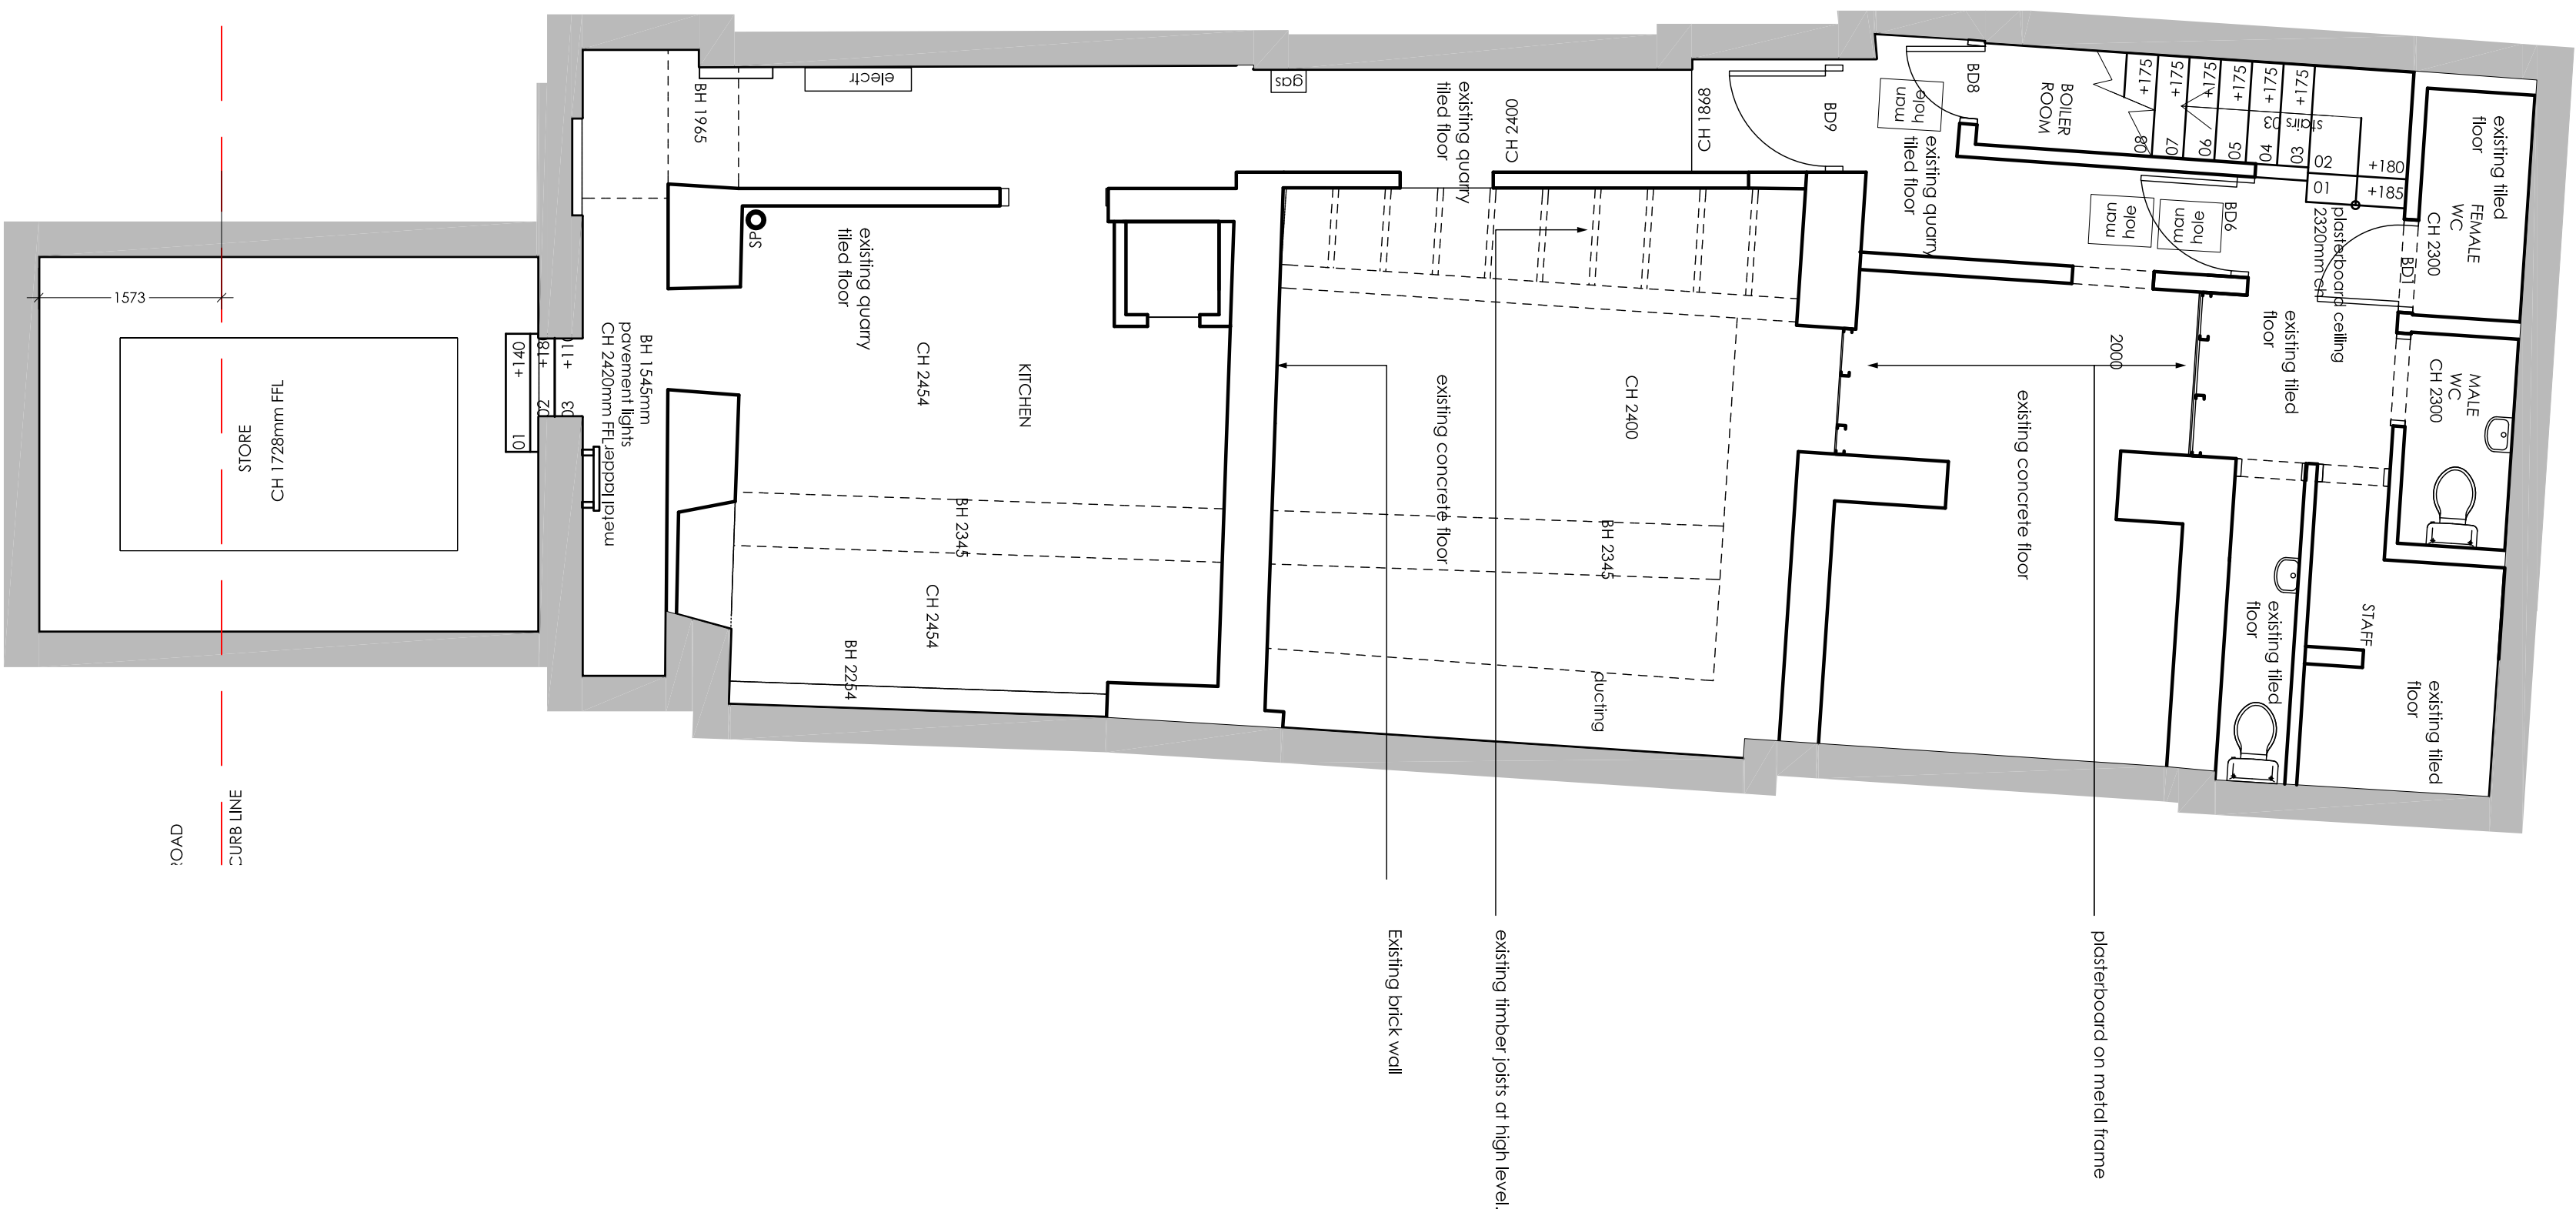 1573
STORE
CH 1728mm FFL
CURB LINE
+140
01
02
+110
03
BH 1545mm
pavement lights
CH 2420mm FFL
metal ladder
BH 1965
electr
SP
existing quarry
tiled floor
CH 2454
KITCHEN
BH 2345
CH 2454
BH 2254
gas
existing quarry
tiled floor
CH 2400
CH 1898
BD9
existing concrete floor
CH 2400
BH 2345
ducting
man
hole
existing quarry
tiled floor
BD8
BOILER
ROOM
+175
+175
+175
+175
+175
+175
08
07
06
05
04
03
stairs 03
02
+180
01
+185
man
hole
man
hole
BD6
plasterboard ceiling
2320mm ch
BD1
existing tiled
floor
FEMALE
WC
CH 2300
MALE
WC
CH 2300
existing tiled
floor
2000
existing concrete floor
existing tiled
floor
STAFF
existing tiled
floor
Existing brick wall
existing timber joists at high level.
plasterboard on metal frame